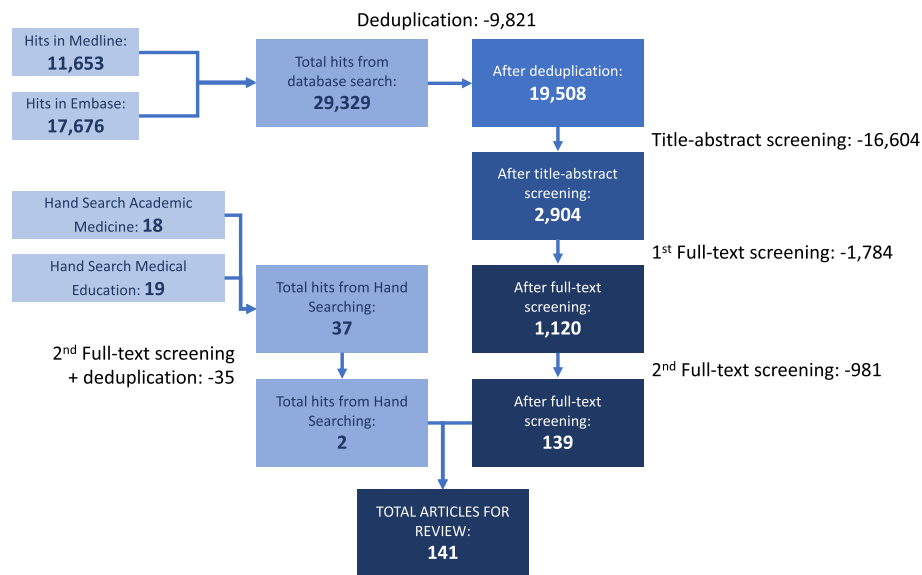 Deduplication: -9,821
Hits in Medline:
11,653
Hits in Embase:
17,676
Total hits from
database search:
29,329
After deduplication:
19,508
Title-abstract screening: -16,604
After title-abstract
screening:
2,904
1st Full-text screening: -1,784
Hand Search Academic
Medicine: 18
Hand Search Medical
Education: 19
Total hits from Hand
Searching:
37
After full-text
screening:
1,120
2nd Full-text screening
+ deduplication: -35
2nd Full-text screening: -981
Total hits from Hand
Searching:
2
After full-text
screening:
139
TOTAL ARTICLES FOR
REVIEW:
141